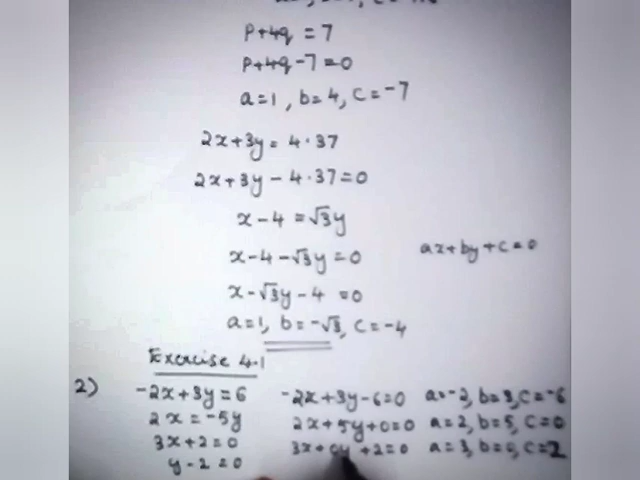 p+4q = 7
p+4q-7=0
a=1, b=4, c=-7
2x+3y = 4·37
2x+3y - 4·37=0
x-4 = √3y
x-4-√3y = 0
ax+by+c=0
x-√3y-4 = 0
a=1, b=-√3, c=-4
Exercise 4.1
2) -2x+3y=6 -2x+3y-6=0 a=-2, b=3, c=-6
2x = -5y 2x+5y+0=0 a=2, b=5, c=0
3x+2=0 3x+0y+2=0 a=3, b=0, c=2
y-2=0